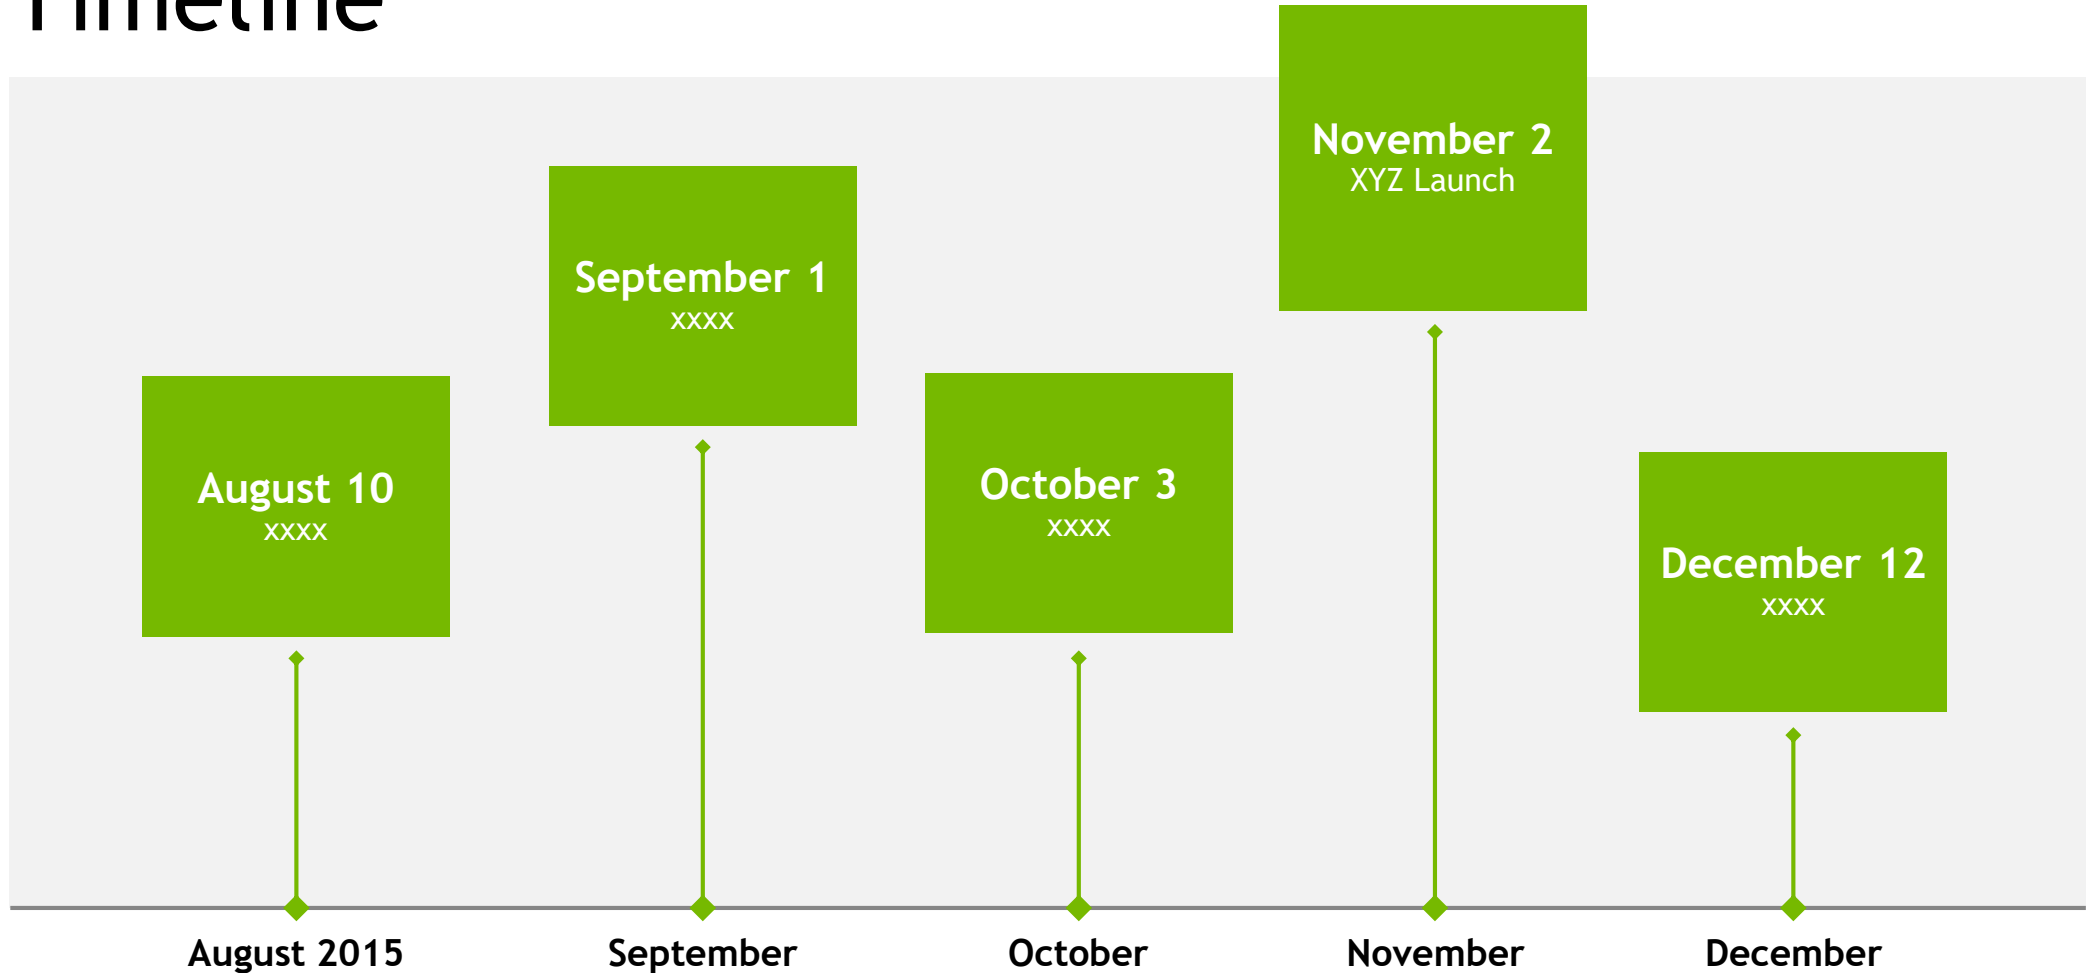 Timeline
November 2
XYZ Launch
September 1
xxxx
August 10
xxxx
October 3
xxxx
December 12
xxxx
August 2015
September
October
November
December